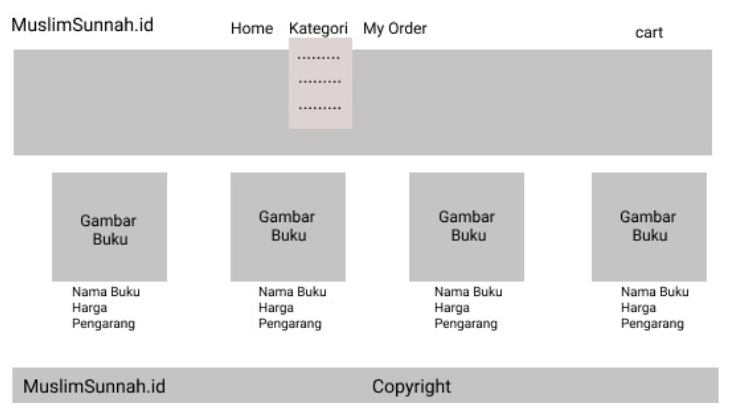 MuslimSunnah.id
Home Kategori My Order
cart
.........
.........
.........
Gambar
Buku
Gambar
Buku
Gambar
Buku
Gambar
Buku
Nama Buku
Harga
Pengarang
Nama Buku
Harga
Pengarang
Nama Buku
Harga
Pengarang
Nama Buku
Harga
Pengarang
MuslimSunnah.id
Copyright